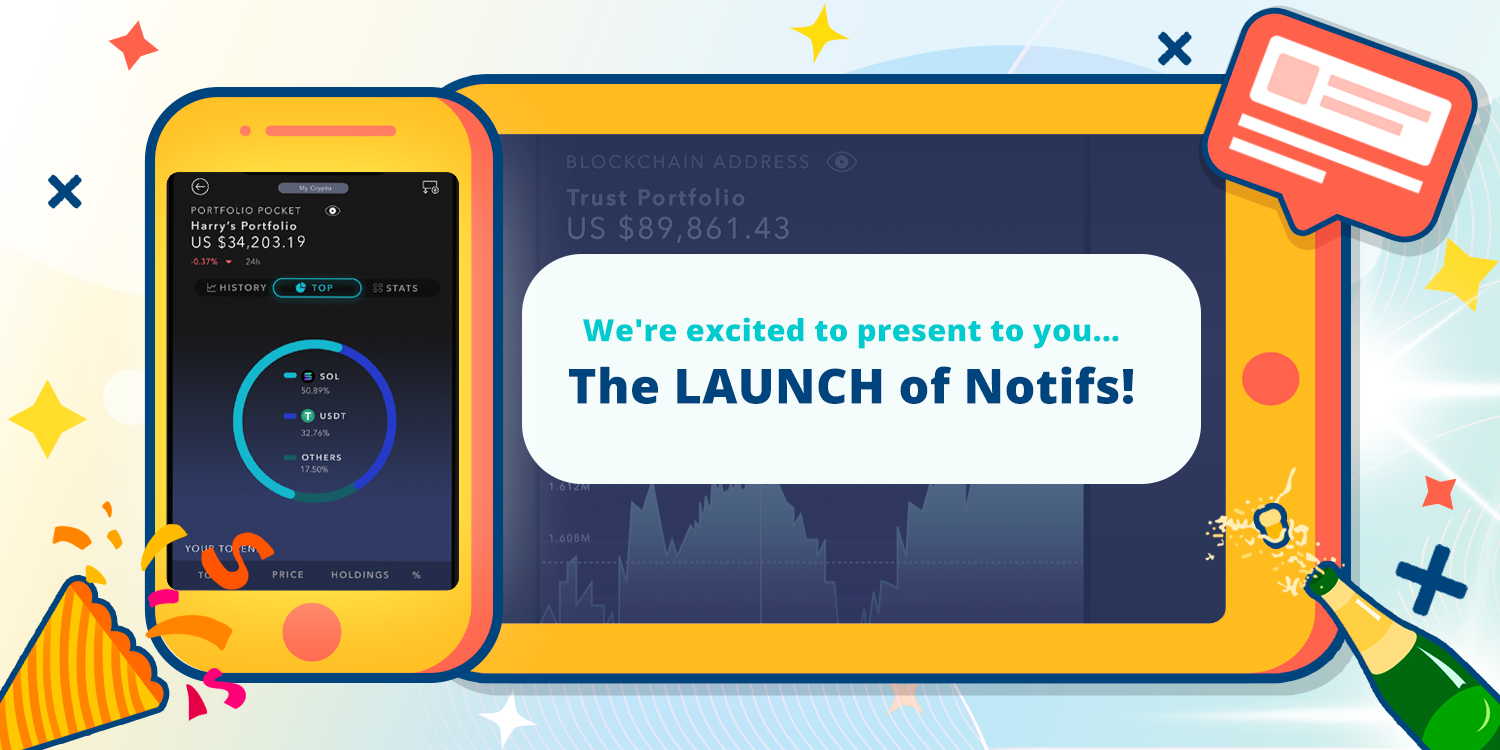 My Crypto
PORTFOLIO POCKET
Harry's Portfolio
US $34,203.19
-0.37% 24h
HISTORY TOP STATS
SOL
50.89%
USDT
32.76%
OTHERS
17.50%
YOUR TOKEN
PRICE HOLDINGS %
BLOCKCHAIN ADDRESS
Trust Portfolio
US $89,861.43
We're excited to present to you...
The LAUNCH of Notifs!
1.612M
1.608M